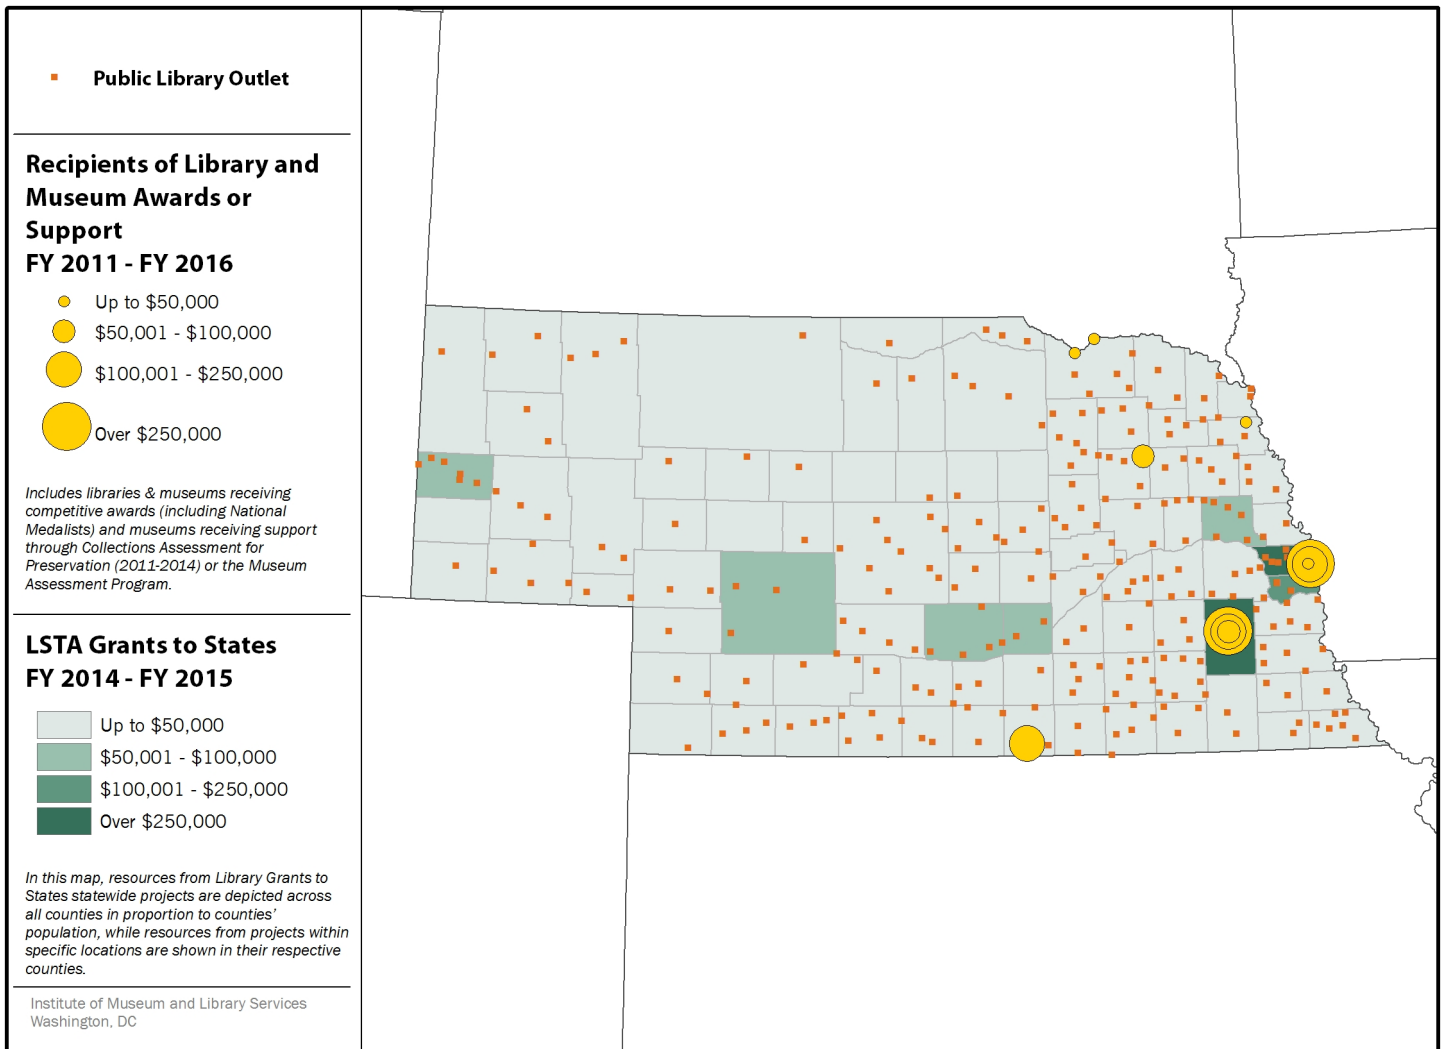 Public Library Outlet
Recipients of Library and
Museum Awards or
Support
FY 2011 - FY 2016
Up to $50,000
$50,001 - $100,000
$100,001 - $250,000
Over $250,000
Includes libraries & museums receiving
competitive awards (including National
Medalists) and museums receiving support
through Collections Assessment for
Preservation (2011-2014) or the Museum
Assessment Program.
LSTA Grants to States
FY 2014 - FY 2015
Up to $50,000
$50,001 - $100,000
$100,001 - $250,000
Over $250,000
In this map, resources from Library Grants to
States statewide projects are depicted across
all counties in proportion to counties'
population, while resources from projects within
specific locations are shown in their respective
counties.
Institute of Museum and Library Services
Washington, DC